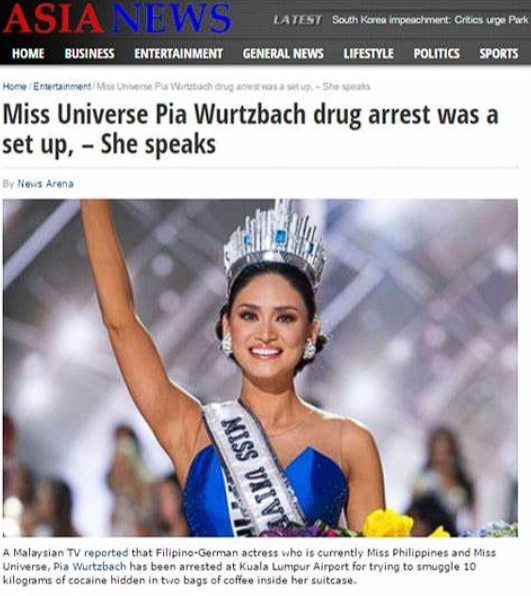 ASIA NEWS
LATEST South Korea impeachment: Critics urge Park
HOME BUSINESS ENTERTAINMENT GENERAL NEWS LIFESTYLE POLITICS SPORTS
Home / Entertainment / Miss Universe Pia Wurtzbach drug arrest was a set up, – She speaks
Miss Universe Pia Wurtzbach drug arrest was a
set up, – She speaks
By News Arena
MISS UNIVE
A Malaysian TV reported that Filipino-German actress who is currently Miss Philippines and Miss
Universe, Pia Wurtzbach has been arrested at Kuala Lumpur Airport for trying to smuggle 10
kilograms of cocaine hidden in two bags of coffee inside her suitcase.